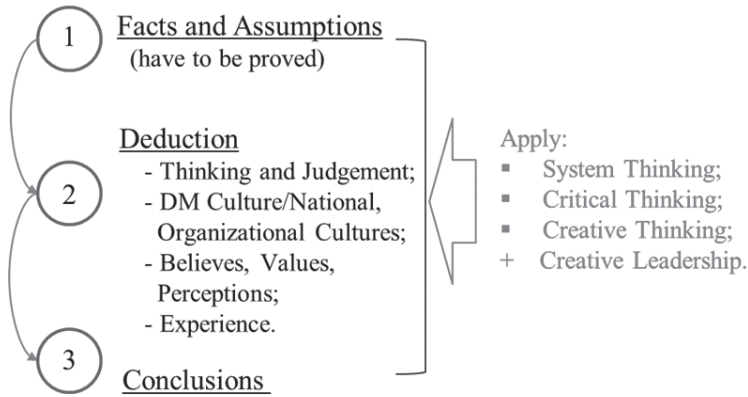 1
Facts and Assumptions
(have to be proved)
2
Deduction
- Thinking and Judgement;
- DM Culture/National,
Organizational Cultures;
- Believes, Values,
Perceptions;
- Experience.
3
Conclusions
Apply:
▪ System Thinking;
▪ Critical Thinking;
▪ Creative Thinking;
+ Creative Leadership.